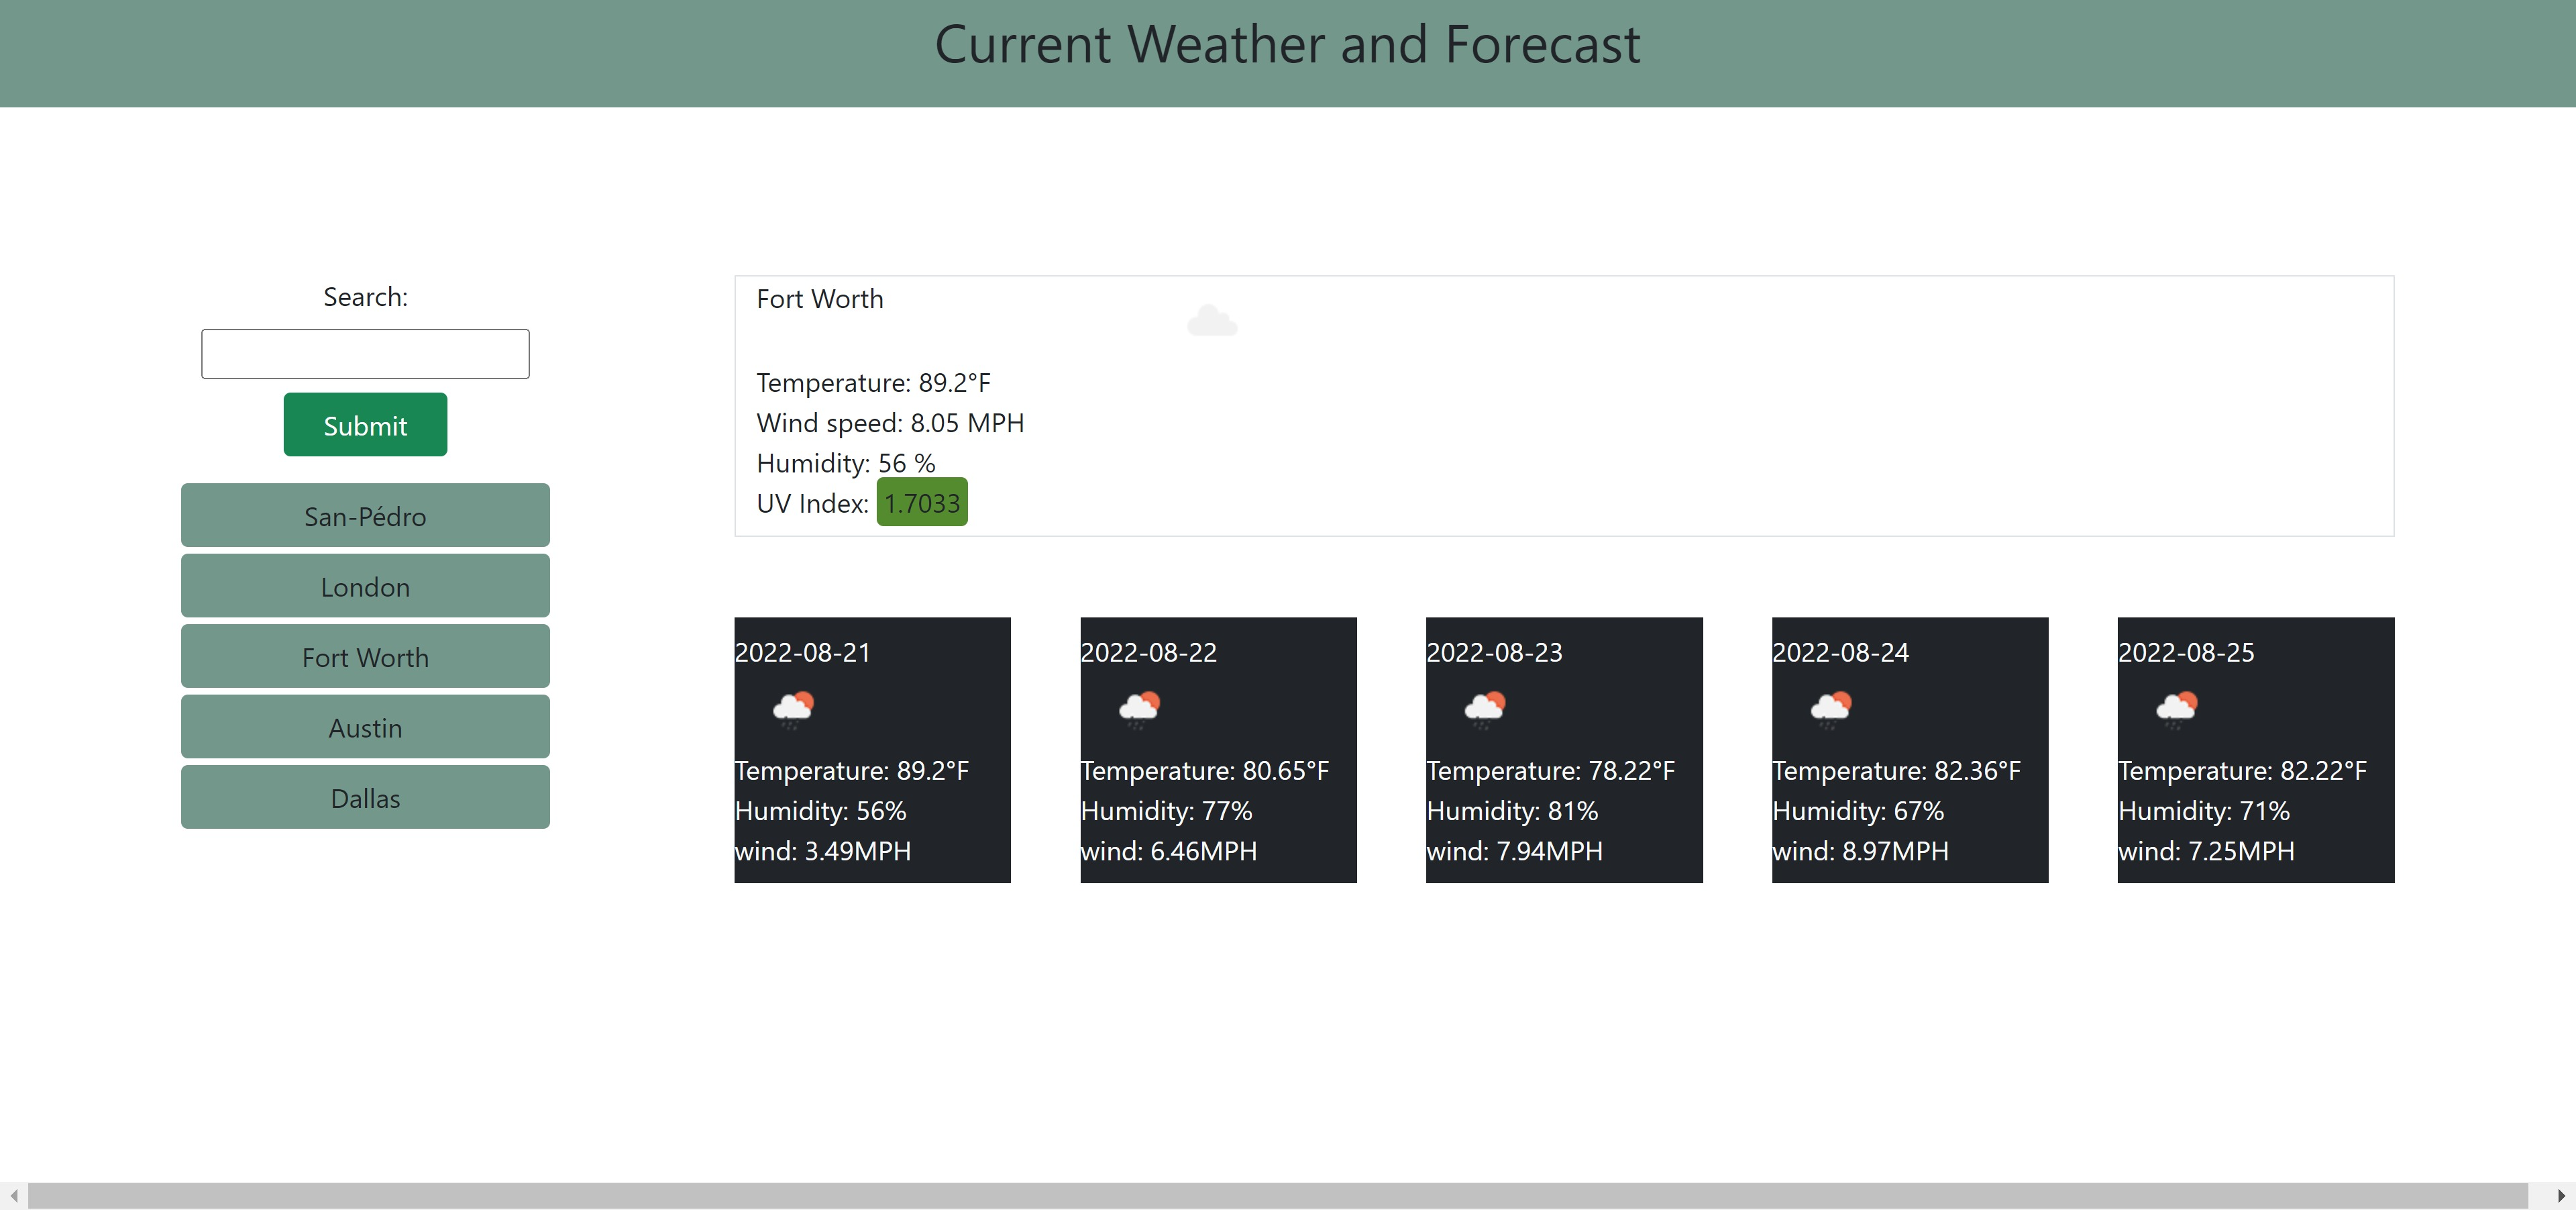 Current Weather and Forecast
Search:
Submit
San-Pédro
London
Fort Worth
Austin
Dallas
Fort Worth
Temperature: 89.2°F
Wind speed: 8.05 MPH
Humidity: 56 %
UV Index: 1.7033
2022-08-21
Temperature: 89.2°F
Humidity: 56%
wind: 3.49MPH
2022-08-22
Temperature: 80.65°F
Humidity: 77%
wind: 6.46MPH
2022-08-23
Temperature: 78.22°F
Humidity: 81%
wind: 7.94MPH
2022-08-24
Temperature: 82.36°F
Humidity: 67%
wind: 8.97MPH
2022-08-25
Temperature: 82.22°F
Humidity: 71%
wind: 7.25MPH